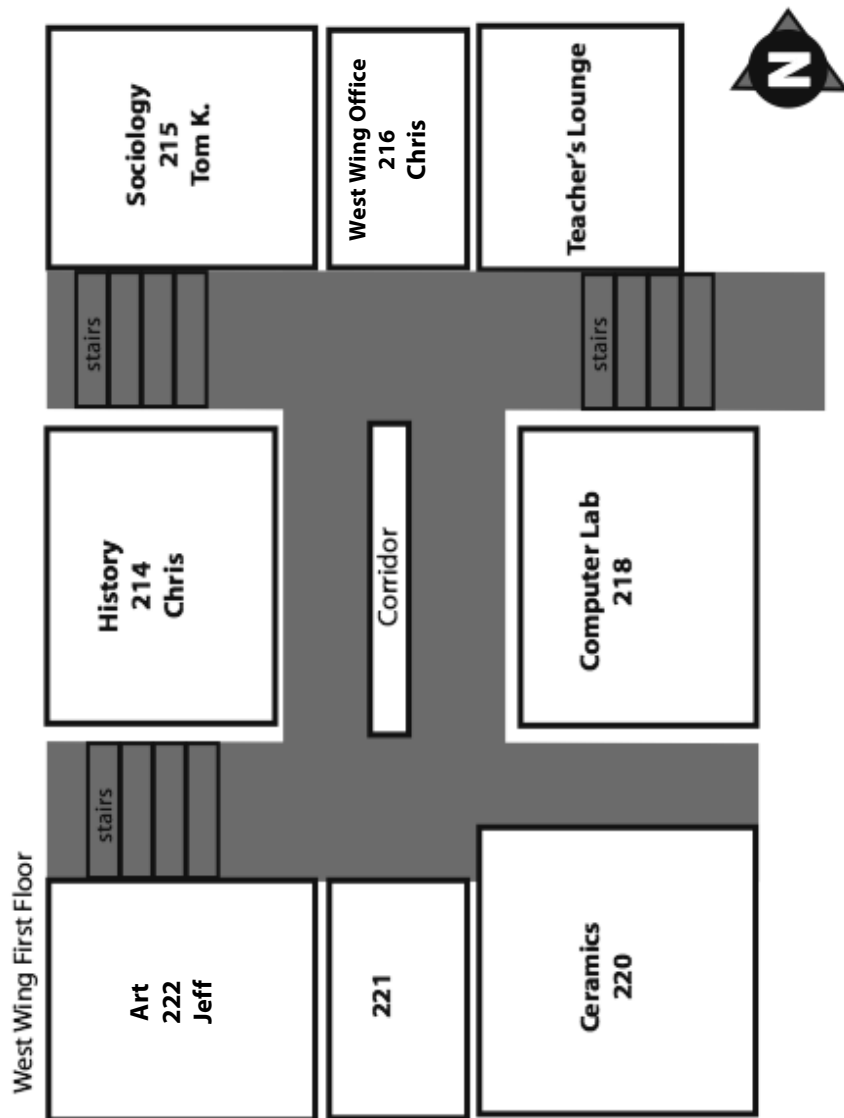 West Wing First Floor
Sociology
215
Tom K.
West Wing Office
216
Chris
Teacher's Lounge
N
stairs
stairs
History
214
Chris
Corridor
Computer Lab
218
stairs
Art
222
Jeff
221
Ceramics
220